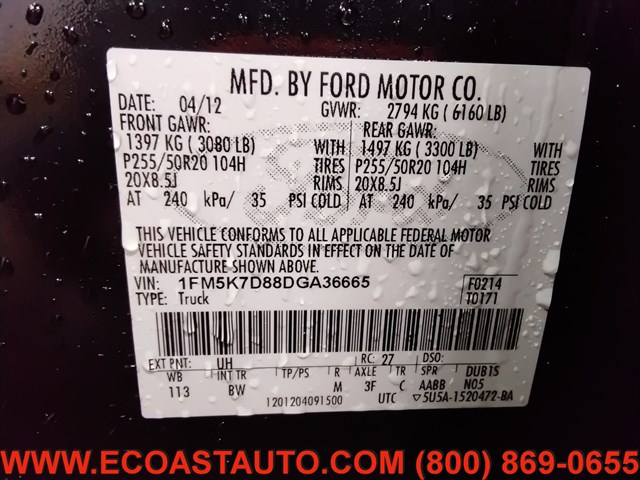 MFD. BY FORD MOTOR CO.
DATE: 04/12 GVWR: 2794 KG ( 6160 LB)
FRONT GAWR: REAR GAWR:
1397 KG ( 3080 LB) WITH 1497 KG ( 3300 LB) WITH
P255/50R20 104H TIRES P255/50R20 104H TIRES
20X8.5J RIMS 20X8.5J RIMS
AT 240 kPa/ 35 PSI COLD AT 240 kPa/ 35 PSI COLD
THIS VEHICLE CONFORMS TO ALL APPLICABLE FEDERAL MOTOR
VEHICLE SAFETY STANDARDS IN EFFECT ON THE DATE OF
MANUFACTURE SHOWN ABOVE.
VIN: 1FM5K7D88DGA36665 F0214
TYPE: Truck T0171
EXT PNT: UH RC: 27 DSO:
WB INT TR TP/PS R AXLE TR SPR DUB1S
113 BW M 3F C AABB N05
1201204091500 UTC ▽5U5A-1520472-BA
WWW.ECOASTAUTO.COM (800) 869-0655